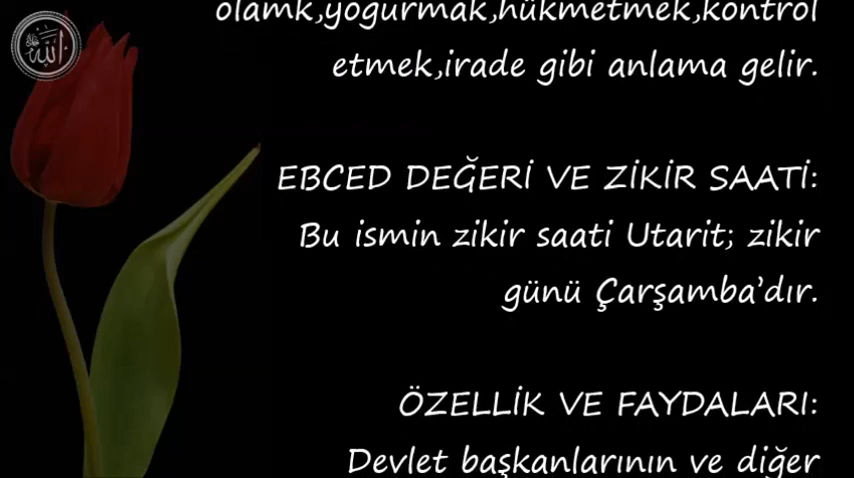 الله
olamk,yoğurmak,hükmetmek,kontrol
etmek,irade gibi anlama gelir.
EBCED DEĞERİ VE ZİKİR SAATİ:
Bu ismin zikir saati Utarit; zikir
günü Çarşamba'dır.
ÖZELLİK VE FAYDALARI:
Devlet başkanlarının ve diğer